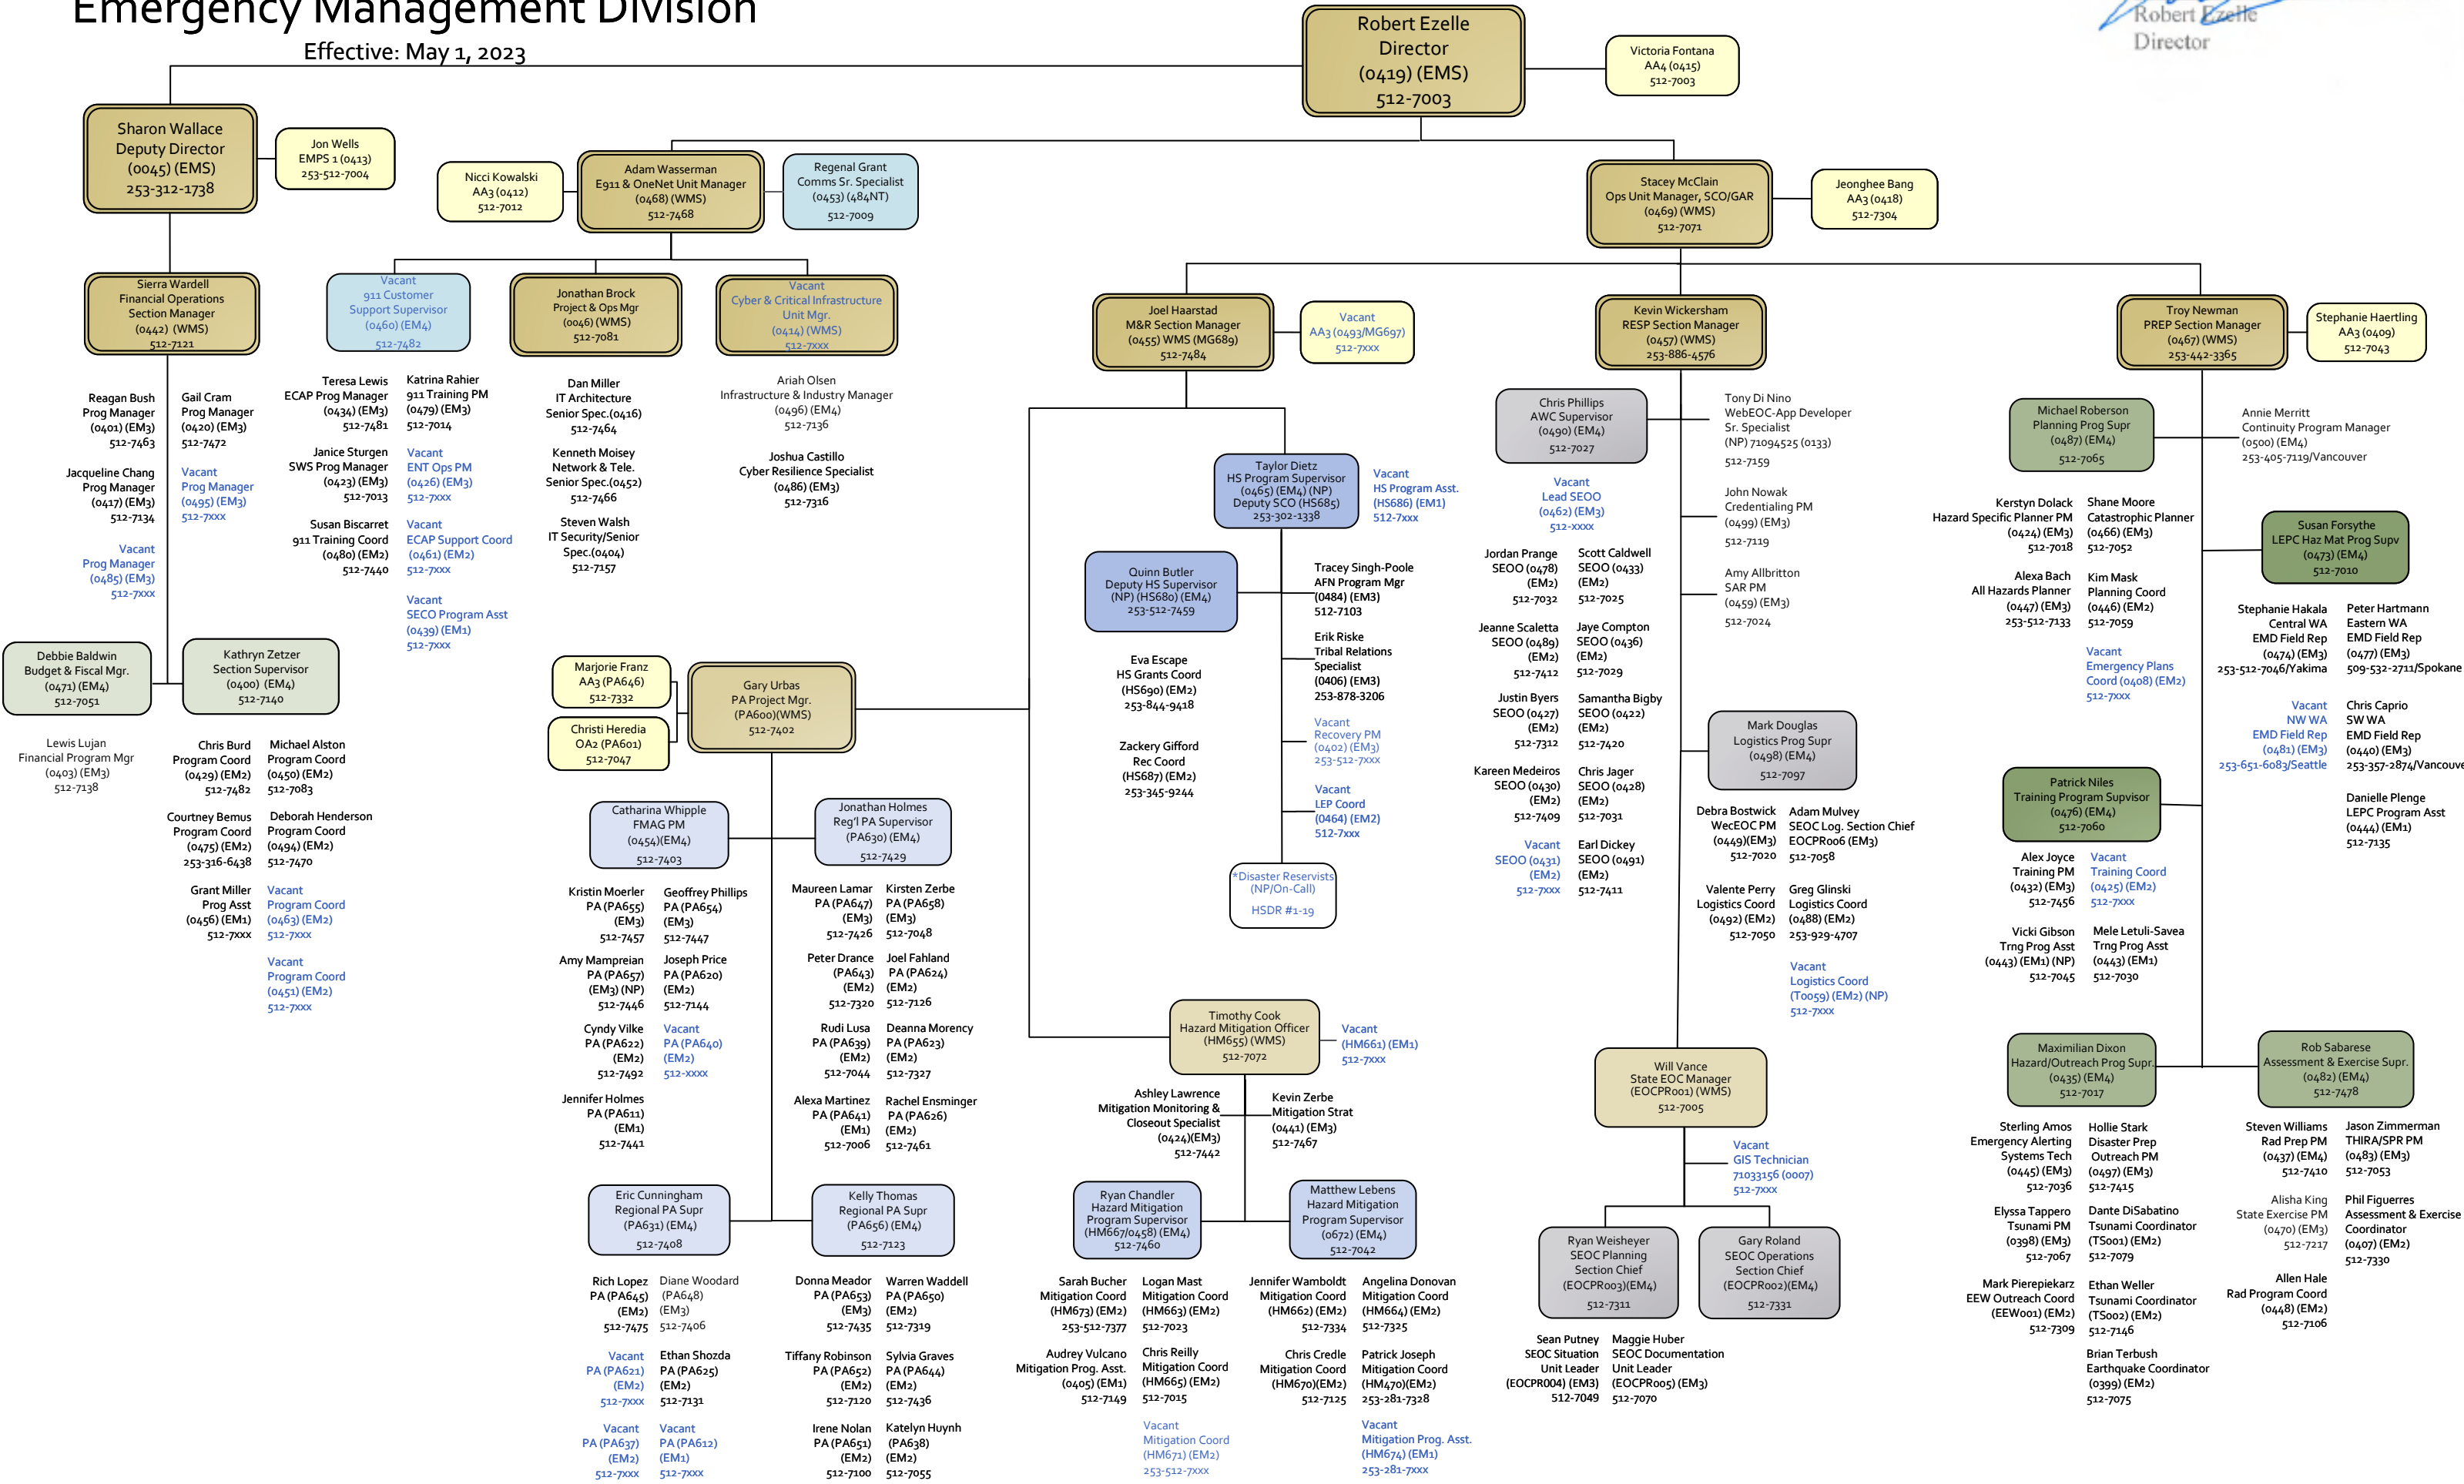 Emergency Management Division
Effective: May 1, 2023
Robert Ezelle
Director
Robert Ezelle
Director
(0419) (EMS)
512-7003
Victoria Fontana
AA4 (0415)
512-7003
Sharon Wallace
Deputy Director
(0045) (EMS)
253-312-1738
Jon Wells
EMPS 1 (0413)
253-512-7004
Nicci Kowalski
AA3 (0412)
512-7012
Adam Wasserman
E911 & OneNet Unit Manager
(0468) (WMS)
512-7468
Regenal Grant
Comms Sr. Specialist
(0453) (484NT)
512-7009
Stacey McClain
Ops Unit Manager, SCO/GAR
(0469) (WMS)
512-7071
Jeonghee Bang
AA3 (0418)
512-7304
Sierra Wardell
Financial Operations
Section Manager
(0442) (WMS)
512-7121
Vacant
911 Customer
Support Supervisor
(0460) (EM4)
512-7482
Jonathan Brock
Project & Ops Mgr
(0046) (WMS)
512-7081
Vacant
Cyber & Critical Infrastructure
Unit Mgr.
(0414) (WMS)
512-7xxx
Joel Haarstad
M&R Section Manager
(0455) WMS (MG689)
512-7484
Vacant
AA3 (0493/MG697)
512-7xxx
Kevin Wickersham
RESP Section Manager
(0457) (WMS)
253-886-4576
Troy Newman
PREP Section Manager
(0467) (WMS)
253-442-3365
Stephanie Haertling
AA3 (0409)
512-7043
Reagan Bush
Prog Manager
(0401) (EM3)
512-7463
Gail Cram
Prog Manager
(0420) (EM3)
512-7472
Jacqueline Chang
Prog Manager
(0417) (EM3)
512-7134
Vacant
Prog Manager
(0495) (EM3)
512-7xxx
Vacant
Prog Manager
(0485) (EM3)
512-7xxx
Debbie Baldwin
Budget & Fiscal Mgr.
(0471) (EM4)
512-7051
Kathryn Zetzer
Section Supervisor
(0400) (EM4)
512-7140
Lewis Lujan
Financial Program Mgr
(0403) (EM3)
512-7138
Chris Burd
Program Coord
(0429) (EM2)
512-7482
Michael Alston
Program Coord
(0450) (EM2)
512-7083
Courtney Bemus
Program Coord
(0475) (EM2)
253-316-6438
Deborah Henderson
Program Coord
(0494) (EM2)
512-7470
Grant Miller
Prog Asst
(0456) (EM1)
512-7xxx
Vacant
Program Coord
(0463) (EM2)
512-7xxx
Vacant
Program Coord
(0451) (EM2)
512-7xxx
Teresa Lewis
ECAP Prog Manager
(0434) (EM3)
512-7481
Katrina Rahier
911 Training PM
(0479) (EM3)
512-7014
Janice Sturgen
SWS Prog Manager
(0423) (EM3)
512-7013
Vacant
ENT Ops PM
(0426) (EM3)
512-7xxx
Susan Biscarret
911 Training Coord
(0480) (EM2)
512-7440
Vacant
ECAP Support Coord
(0461) (EM2)
512-7xxx
Vacant
SECO Program Asst
(0439) (EM1)
512-7xxx
Dan Miller
IT Architecture
Senior Spec.(0416)
512-7464
Kenneth Moisey
Network & Tele.
Senior Spec.(0452)
512-7466
Steven Walsh
IT Security/Senior
Spec.(0404)
512-7157
Ariah Olsen
Infrastructure & Industry Manager
(0496) (EM4)
512-7136
Joshua Castillo
Cyber Resilience Specialist
(0486) (EM3)
512-7316
Marjorie Franz
AA3 (PA646)
512-7332
Christi Heredia
OA2 (PA601)
512-7047
Gary Urbas
PA Project Mgr.
(PA600)(WMS)
512-7402
Catharina Whipple
FMAG PM
(0454)(EM4)
512-7403
Jonathan Holmes
Reg'l PA Supervisor
(PA630) (EM4)
512-7429
Kristin Moerler
PA (PA655)
(EM3)
512-7457
Geoffrey Phillips
PA (PA654)
(EM3)
512-7447
Amy Mampreian
PA (PA657)
(EM3) (NP)
512-7446
Joseph Price
PA (PA620)
(EM2)
512-7144
Cyndy Vilke
PA (PA622)
(EM2)
512-7492
Vacant
PA (PA640)
(EM2)
512-xxxx
Jennifer Holmes
PA (PA611)
(EM1)
512-7441
Maureen Lamar
PA (PA647)
(EM3)
512-7426
Kirsten Zerbe
PA (PA658)
(EM3)
512-7048
Peter Drance
(PA643)
(EM2)
512-7320
Joel Fahland
PA (PA624)
(EM2)
512-7126
Rudi Lusa
PA (PA639)
(EM2)
512-7044
Deanna Morency
PA (PA623)
(EM2)
512-7327
Alexa Martinez
PA (PA641)
(EM1)
512-7006
Rachel Ensminger
PA (PA626)
(EM2)
512-7461
Eric Cunningham
Regional PA Supr
(PA631) (EM4)
512-7408
Kelly Thomas
Regional PA Supr
(PA656) (EM4)
512-7123
Rich Lopez
PA (PA645)
(EM2)
512-7475
Diane Woodard
(PA648)
(EM3)
512-7406
Vacant
PA (PA621)
(EM2)
512-7xxx
Ethan Shozda
PA (PA625)
(EM2)
512-7131
Vacant
PA (PA637)
(EM2)
512-7xxx
Vacant
PA (PA612)
(EM1)
512-7xxx
Donna Meador
PA (PA653)
(EM3)
512-7435
Warren Waddell
PA (PA650)
(EM2)
512-7319
Tiffany Robinson
PA (PA652)
(EM2)
512-7120
Sylvia Graves
PA (PA644)
(EM2)
512-7436
Irene Nolan
PA (PA651)
(EM2)
512-7100
Katelyn Huynh
(PA638)
(EM2)
512-7055
Taylor Dietz
HS Program Supervisor
(0465) (EM4) (NP)
Deputy SCO (HS685)
253-302-1338
Vacant
HS Program Asst.
(HS686) (EM1)
512-7xxx
Quinn Butler
Deputy HS Supervisor
(NP) (HS680) (EM4)
253-512-7459
Tracey Singh-Poole
AFN Program Mgr
(0484) (EM3)
512-7103
Erik Riske
Tribal Relations
Specialist
(0406) (EM3)
253-878-3206
Eva Escape
HS Grants Coord
(HS690) (EM2)
253-844-9418
Vacant
Recovery PM
(0402) (EM3)
253-512-7xxx
Zackery Gifford
Rec Coord
(HS687) (EM2)
253-345-9244
Vacant
LEP Coord
(0464) (EM2)
512-7xxx
*Disaster Reservists
(NP/On-Call)
HSDR #1-19
Timothy Cook
Hazard Mitigation Officer
(HM655) (WMS)
512-7072
Vacant
(HM661) (EM1)
512-7xxx
Ashley Lawrence
Mitigation Monitoring &
Closeout Specialist
(0424)(EM3)
512-7442
Kevin Zerbe
Mitigation Strat
(0441) (EM3)
512-7467
Ryan Chandler
Hazard Mitigation
Program Supervisor
(HM667/0458) (EM4)
512-7460
Matthew Lebens
Hazard Mitigation
Program Supervisor
(0672) (EM4)
512-7042
Sarah Bucher
Mitigation Coord
(HM673) (EM2)
253-512-7377
Logan Mast
Mitigation Coord
(HM663) (EM2)
512-7023
Audrey Vulcano
Mitigation Prog. Asst.
(0405) (EM1)
512-7149
Chris Reilly
Mitigation Coord
(HM665) (EM2)
512-7015
Vacant
Mitigation Coord
(HM671) (EM2)
253-512-7xxx
Jennifer Wamboldt
Mitigation Coord
(HM662) (EM2)
512-7334
Angelina Donovan
Mitigation Coord
(HM664) (EM2)
512-7325
Chris Credle
Mitigation Coord
(HM670)(EM2)
512-7125
Patrick Joseph
Mitigation Coord
(HM470)(EM2)
253-281-7328
Vacant
Mitigation Prog. Asst.
(HM674) (EM1)
253-281-7xxx
Chris Phillips
AWC Supervisor
(0490) (EM4)
512-7027
Tony Di Nino
WebEOC-App Developer
Sr. Specialist
(NP) 71094525 (0133)
512-7159
Vacant
Lead SEOO
(0462) (EM3)
512-xxxx
John Nowak
Credentialing PM
(0499) (EM3)
512-7119
Amy Allbritton
SAR PM
(0459) (EM3)
512-7024
Jordan Prange
SEOO (0478)
(EM2)
512-7032
Scott Caldwell
SEOO (0433)
(EM2)
512-7025
Jeanne Scaletta
SEOO (0489)
(EM2)
512-7412
Jaye Compton
SEOO (0436)
(EM2)
512-7029
Justin Byers
SEOO (0427)
(EM2)
512-7312
Samantha Bigby
SEOO (0422)
(EM2)
512-7420
Kareen Medeiros
SEOO (0430)
(EM2)
512-7409
Chris Jager
SEOO (0428)
(EM2)
512-7031
Vacant
SEOO (0431)
(EM2)
512-7xxx
Earl Dickey
SEOO (0491)
(EM2)
512-7411
Mark Douglas
Logistics Prog Supr
(0498) (EM4)
512-7097
Debra Bostwick
WecEOC PM
(0449)(EM3)
512-7020
Adam Mulvey
SEOC Log. Section Chief
EOCPR006 (EM3)
512-7058
Valente Perry
Logistics Coord
(0492) (EM2)
512-7050
Greg Glinski
Logistics Coord
(0488) (EM2)
253-929-4707
Vacant
Logistics Coord
(T0059) (EM2) (NP)
512-7xxx
Will Vance
State EOC Manager
(EOCPR001) (WMS)
512-7005
Vacant
GIS Technician
71033156 (0007)
512-7xxx
Ryan Weisheyer
SEOC Planning
Section Chief
(EOCPR003)(EM4)
512-7311
Gary Roland
SEOC Operations
Section Chief
(EOCPR002)(EM4)
512-7331
Sean Putney
SEOC Situation
Unit Leader
(EOCPR004) (EM3)
512-7049
Maggie Huber
SEOC Documentation
Unit Leader
(EOCPR005) (EM3)
512-7070
Michael Roberson
Planning Prog Supr
(0487) (EM4)
512-7065
Annie Merritt
Continuity Program Manager
(0500) (EM4)
253-405-7119/Vancouver
Kerstyn Dolack
Hazard Specific Planner PM
(0424) (EM3)
512-7018
Shane Moore
Catastrophic Planner
(0466) (EM3)
512-7052
Alexa Bach
All Hazards Planner
(0447) (EM3)
253-512-7133
Kim Mask
Planning Coord
(0446) (EM2)
512-7059
Vacant
Emergency Plans
Coord (0408) (EM2)
512-7xxx
Susan Forsythe
LEPC Haz Mat Prog Supv
(0473) (EM4)
512-7010
Stephanie Hakala
Central WA
EMD Field Rep
(0474) (EM3)
253-512-7046/Yakima
Peter Hartmann
Eastern WA
EMD Field Rep
(0477) (EM3)
509-532-2711/Spokane
Vacant
NW WA
EMD Field Rep
(0481) (EM3)
253-651-6083/Seattle
Chris Caprio
SW WA
EMD Field Rep
(0440) (EM3)
253-357-2874/Vancouve
Danielle Plenge
LEPC Program Asst
(0444) (EM1)
512-7135
Patrick Niles
Training Program Supvisor
(0476) (EM4)
512-7060
Alex Joyce
Training PM
(0432) (EM3)
512-7456
Vacant
Training Coord
(0425) (EM2)
512-7xxx
Vicki Gibson
Trng Prog Asst
(0443) (EM1) (NP)
512-7045
Mele Letuli-Savea
Trng Prog Asst
(0443) (EM1)
512-7030
Maximilian Dixon
Hazard/Outreach Prog Supr.
(0435) (EM4)
512-7017
Rob Sabarese
Assessment & Exercise Supr.
(0482) (EM4)
512-7478
Sterling Amos
Emergency Alerting
Systems Tech
(0445) (EM3)
512-7036
Hollie Stark
Disaster Prep
Outreach PM
(0497) (EM3)
512-7415
Elyssa Tappero
Tsunami PM
(0398) (EM3)
512-7067
Dante DiSabatino
Tsunami Coordinator
(TS001) (EM2)
512-7079
Mark Pierepiekarz
EEW Outreach Coord
(EEW001) (EM2)
512-7309
Ethan Weller
Tsunami Coordinator
(TS002) (EM2)
512-7146
Brian Terbush
Earthquake Coordinator
(0399) (EM2)
512-7075
Steven Williams
Rad Prep PM
(0437) (EM4)
512-7410
Jason Zimmerman
THIRA/SPR PM
(0483) (EM3)
512-7053
Alisha King
State Exercise PM
(0470) (EM3)
512-7217
Phil Figuerres
Assessment & Exercise
Coordinator
(0407) (EM2)
512-7330
Allen Hale
Rad Program Coord
(0448) (EM2)
512-7106